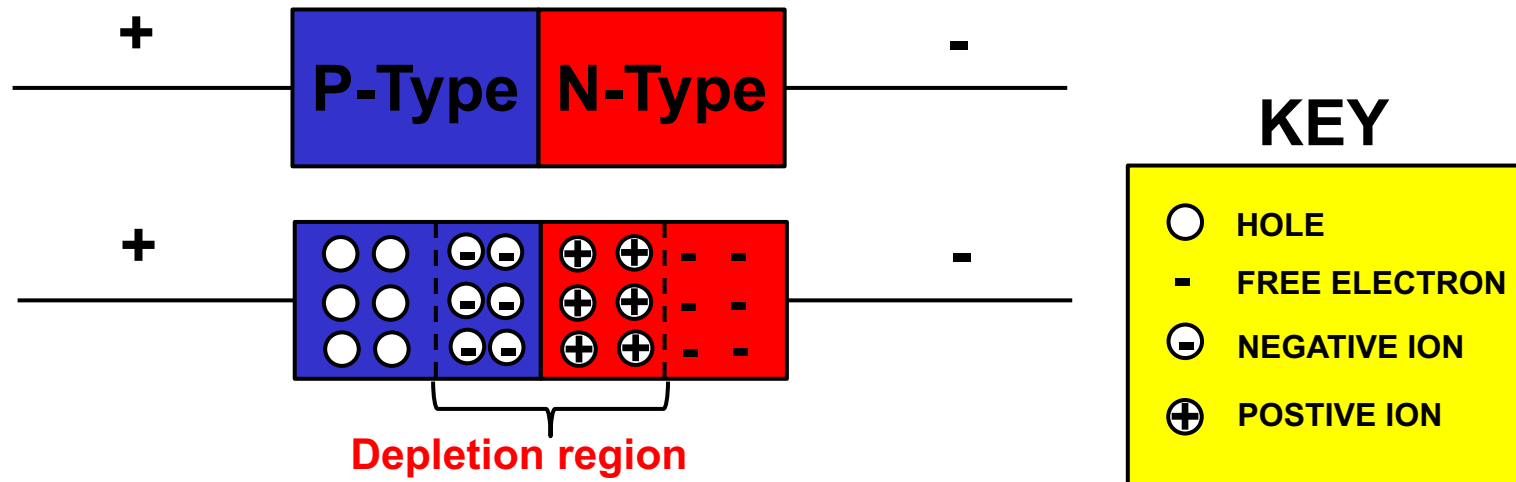 + -
P-Type N-Type
KEY
+ -
HOLE
- FREE ELECTRON
- NEGATIVE ION
+ POSTIVE ION
- - - - + + - -
- - + + - -
- - + + - -
Depletion region